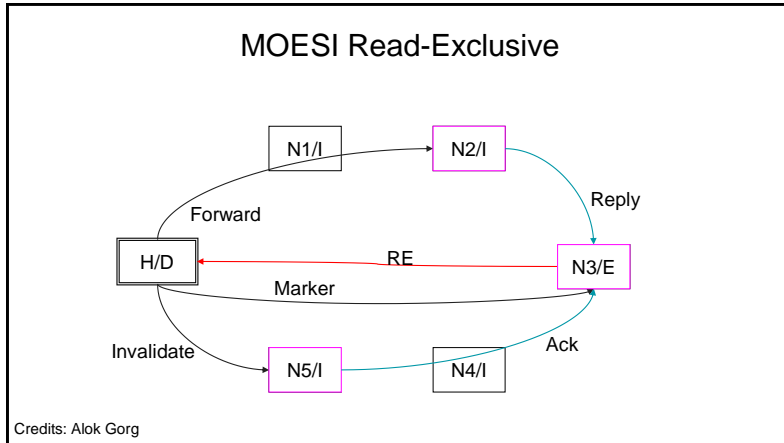 MOESI Read-Exclusive
N1/I
N2/I
Forward
Reply
H/D
RE
N3/E
Marker
Invalidate
Ack
N5/I
N4/I
Credits: Alok Gorg